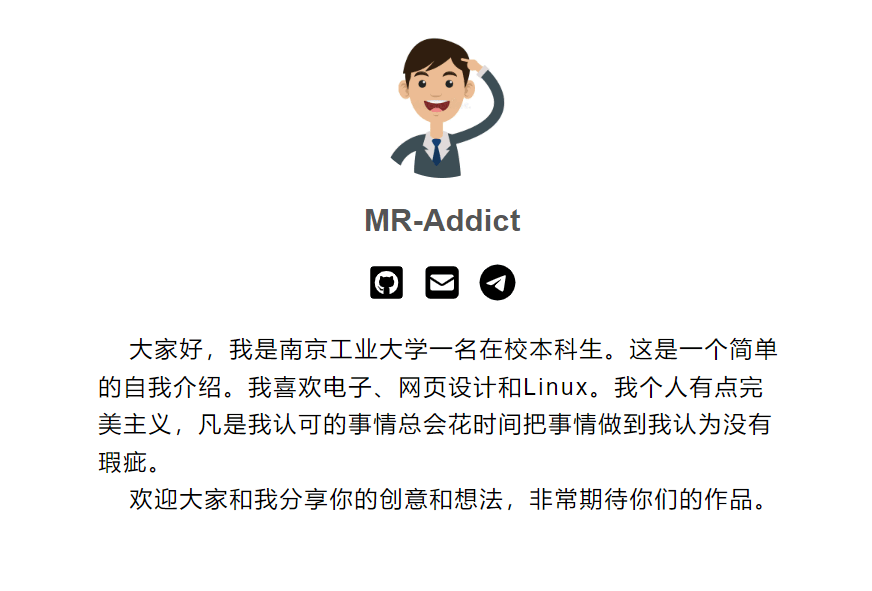 MR-Addict
大家好，我是南京工业大学一名在校本科生。这是一个简单
的自我介绍。我喜欢电子、网页设计和Linux。我个人有点完
美主义，凡是我认可的事情总会花时间把事情做到我认为没有
瑕疵。
欢迎大家和我分享你的创意和想法，非常期待你们的作品。